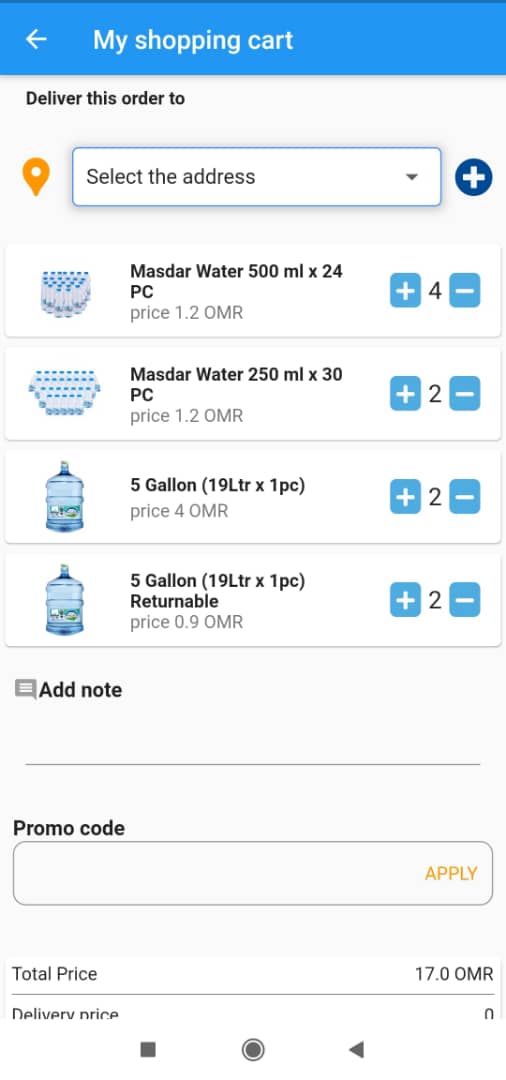 My shopping cart
Deliver this order to
Select the address
Masdar Water 500 ml x 24
PC
price 1.2 OMR
4
Masdar Water 250 ml x 30
PC
price 1.2 OMR
2
5 Gallon (19Ltr x 1pc)
price 4 OMR
2
5 Gallon (19Ltr x 1pc)
Returnable
price 0.9 OMR
2
Add note
Promo code
APPLY
Total Price 17.0 OMR
Delivery price 0